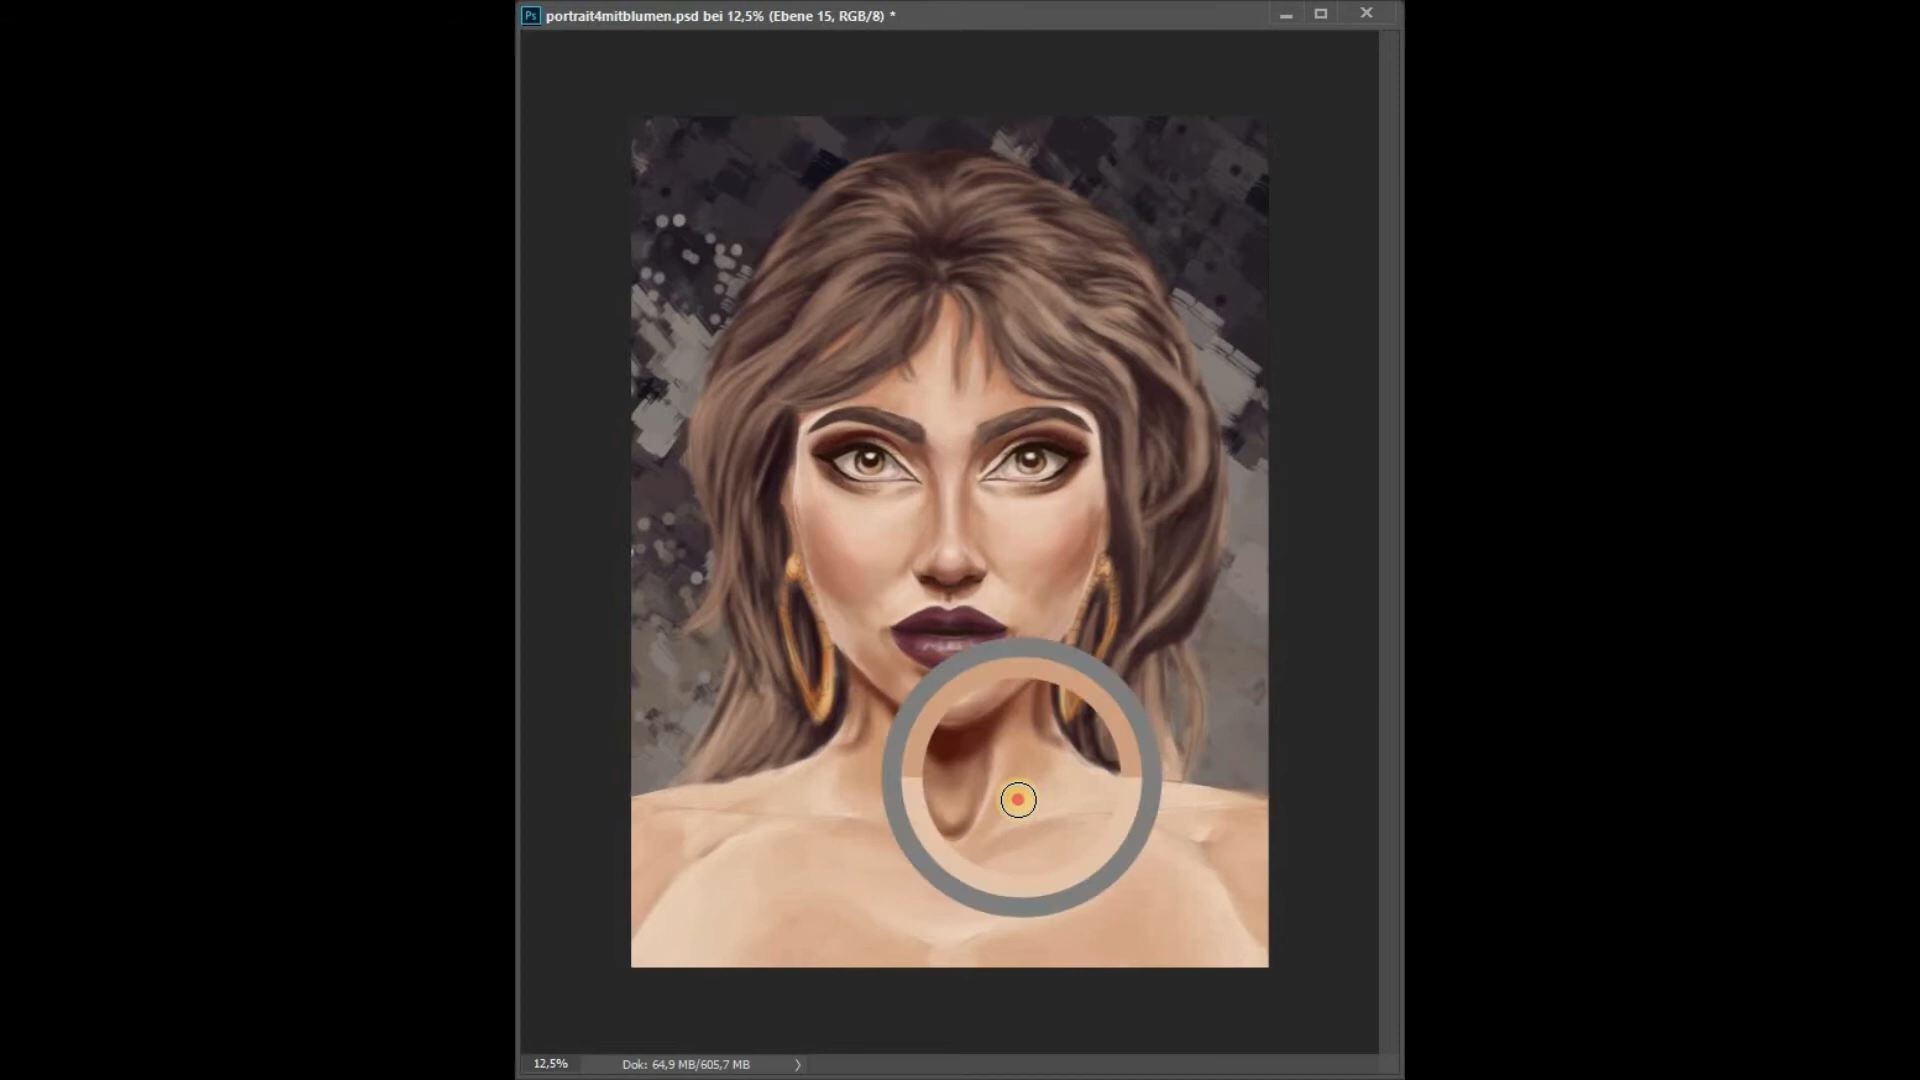 Ps portrait4mitblumen.psd bei 12,5% (Ebene 15, RGB/8) *
12,5% Dok: 64,9 MB/605,7 MB